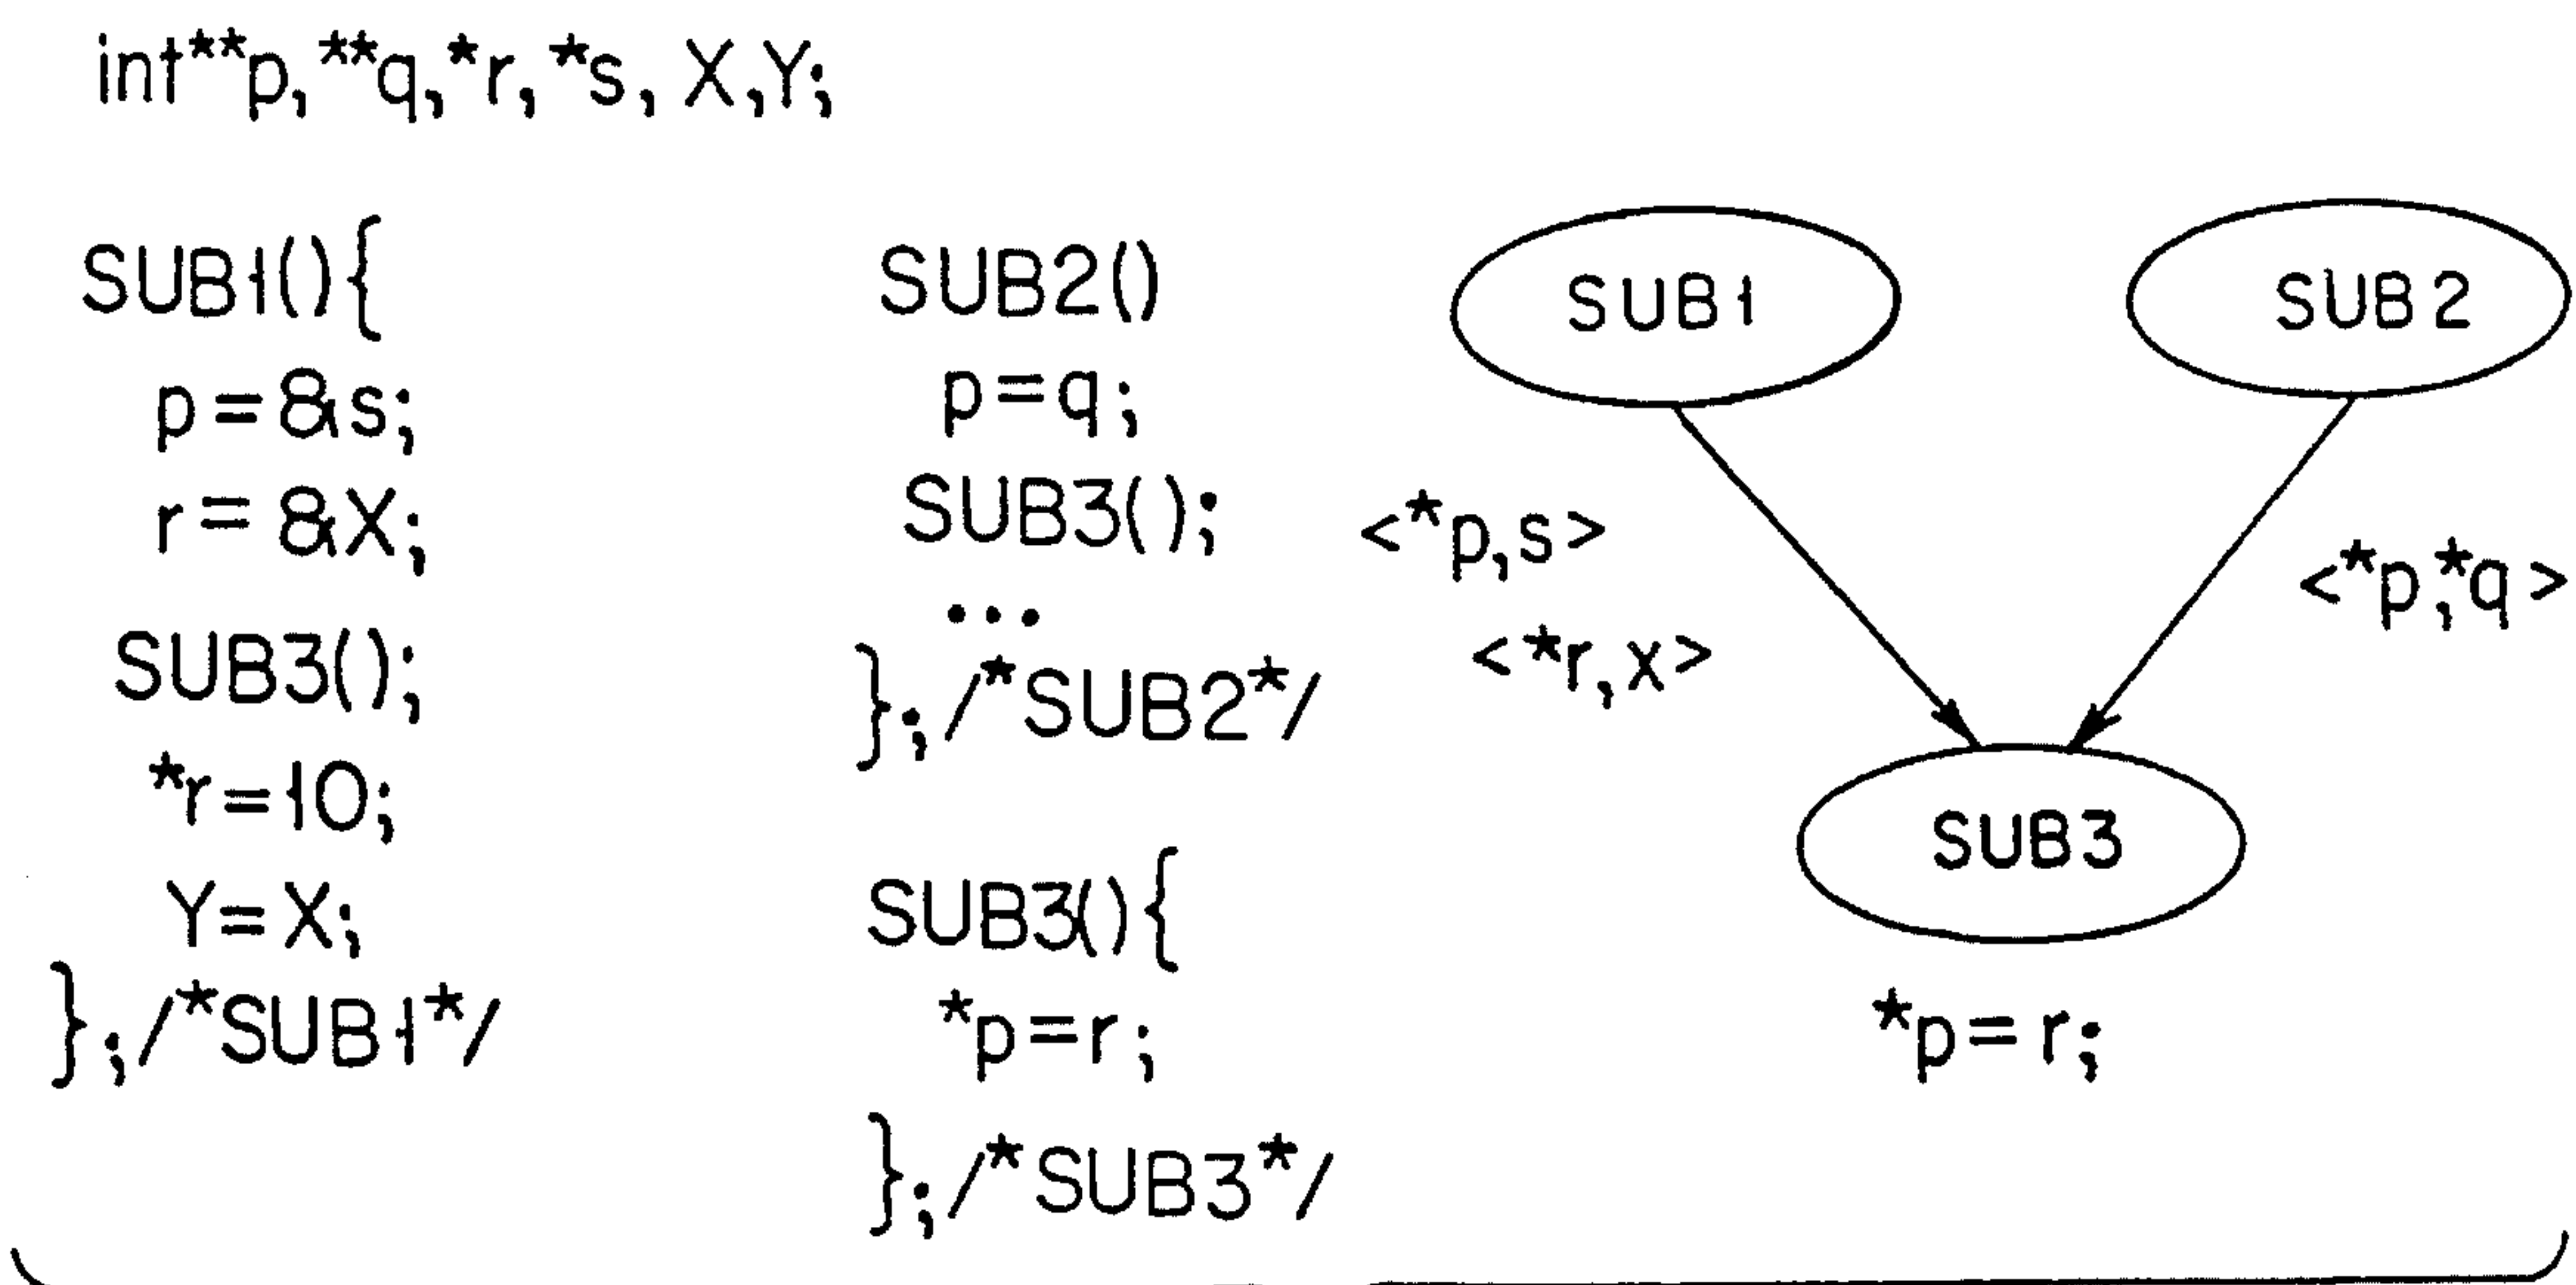 int**p,**q,*r,*s, X,Y;
SUB1(){
p=&s;
r=&X;
SUB3();
*r=10;
Y=X;
};/*SUB1*/
SUB2()
p=q;
SUB3();
...
};/*SUB2*/
SUB3(){
*p=r;
};/*SUB3*/
SUB1
SUB2
<*p,s>
<*r,x>
<*p,*q>
SUB3
*p=r;